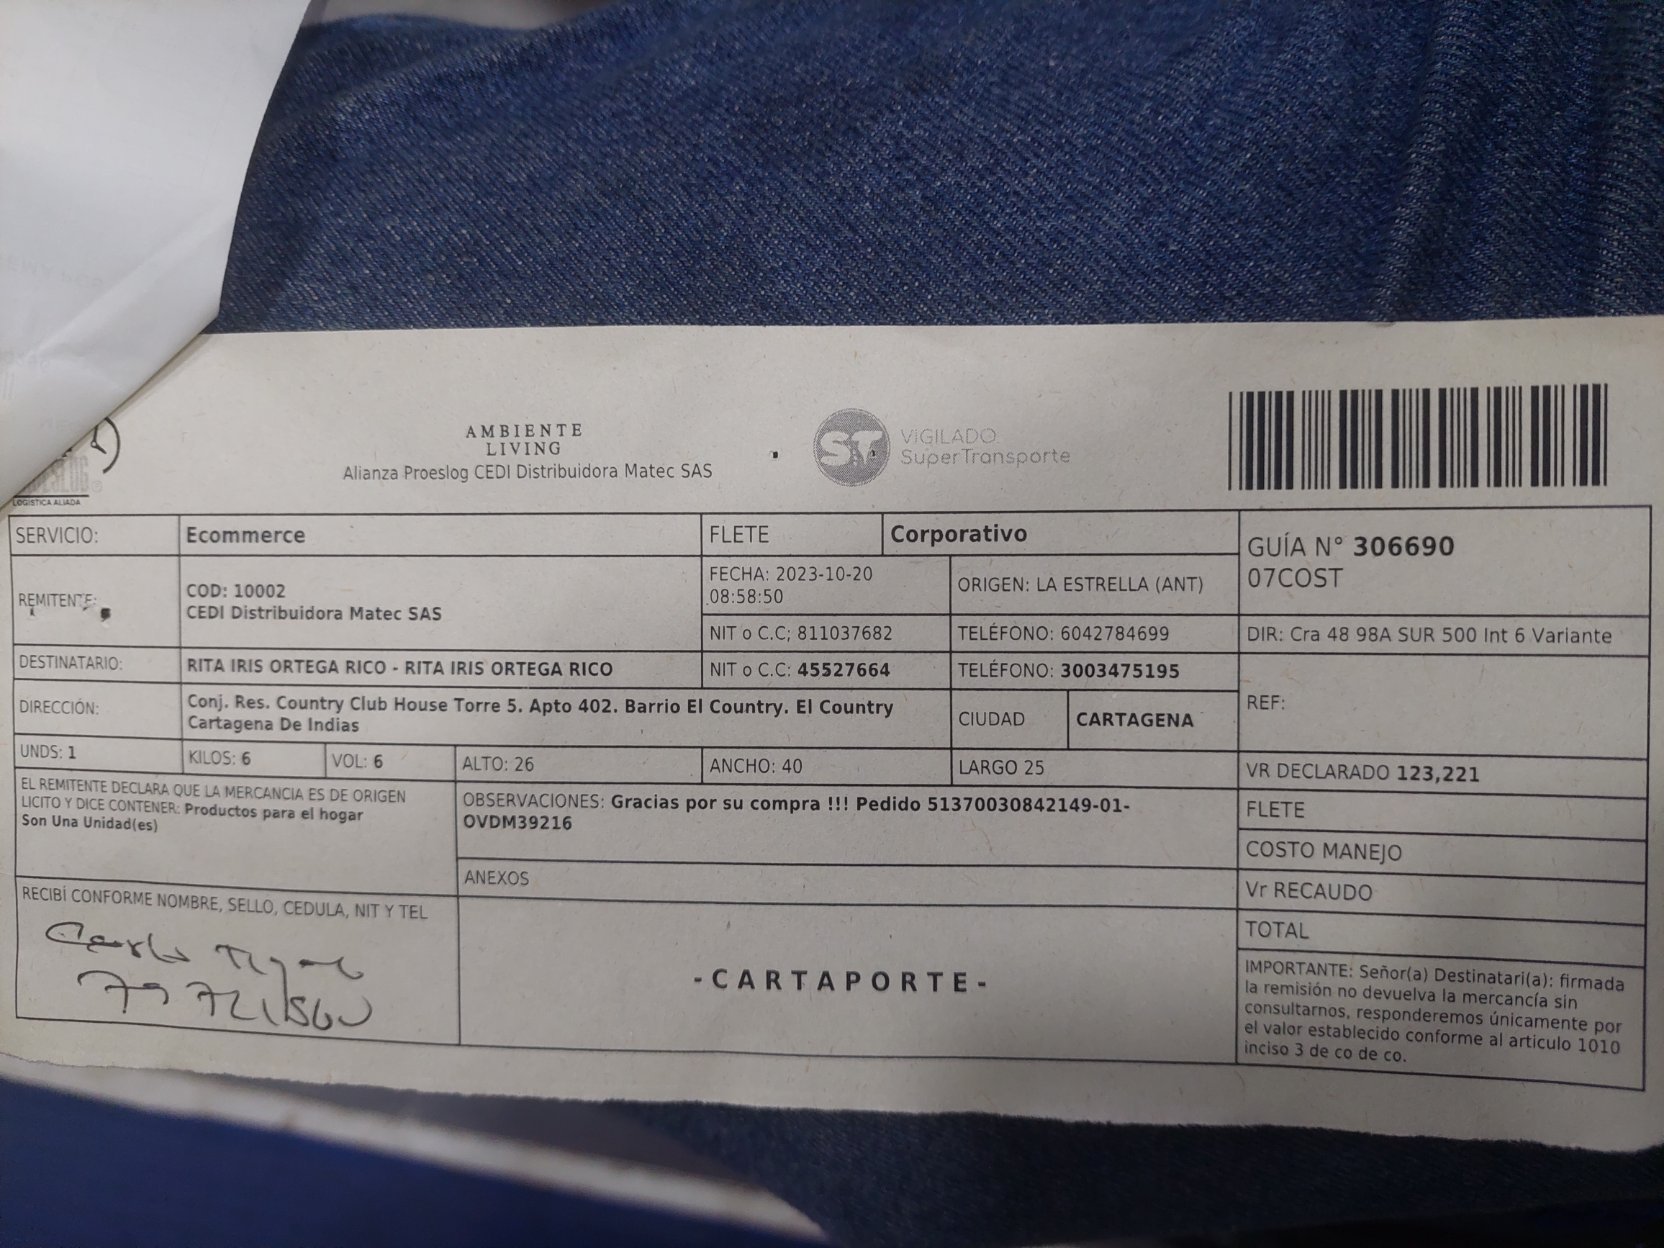 AMBIENTE
LIVING
Alianza Proeslog CEDI Distribuidora Matec SAS
ST
VIGILADO
SuperTransporte
LOGISTICA ALIADA
SERVICIO: Ecommerce
FLETE Corporativo
GUÍA N° 306690
07COST
REMITENTE:
COD: 10002
CEDI Distribuidora Matec SAS
FECHA: 2023-10-20
08:58:50
ORIGEN: LA ESTRELLA (ANT)
NIT o C.C; 811037682
TELÉFONO: 6042784699
DIR: Cra 48 98A SUR 500 Int 6 Variante
DESTINATARIO: RITA IRIS ORTEGA RICO - RITA IRIS ORTEGA RICO
NIT o C.C: 45527664
TELÉFONO: 3003475195
REF:
DIRECCIÓN:
Conj. Res. Country Club House Torre 5. Apto 402. Barrio El Country. El Country
Cartagena De Indias
CIUDAD CARTAGENA
UNDS: 1
KILOS: 6
VOL: 6
ALTO: 26
ANCHO: 40
LARGO 25
VR DECLARADO 123,221
EL REMITENTE DECLARA QUE LA MERCANCIA ES DE ORIGEN
LICITO Y DICE CONTENER: Productos para el hogar
Son Una Unidad(es)
OBSERVACIONES: Gracias por su compra !!! Pedido 51370030842149-01-
OVDM39216
FLETE
COSTO MANEJO
ANEXOS
Vr RECAUDO
RECIBÍ CONFORME NOMBRE, SELLO, CEDULA, NIT Y TEL
TOTAL
-CARTAPORTE-
IMPORTANTE: Señor(a) Destinatari(a): firmada
la remisión no devuelva la mercancía sin
consultarnos, responderemos únicamente por
el valor establecido conforme al articulo 1010
inciso 3 de co de co.